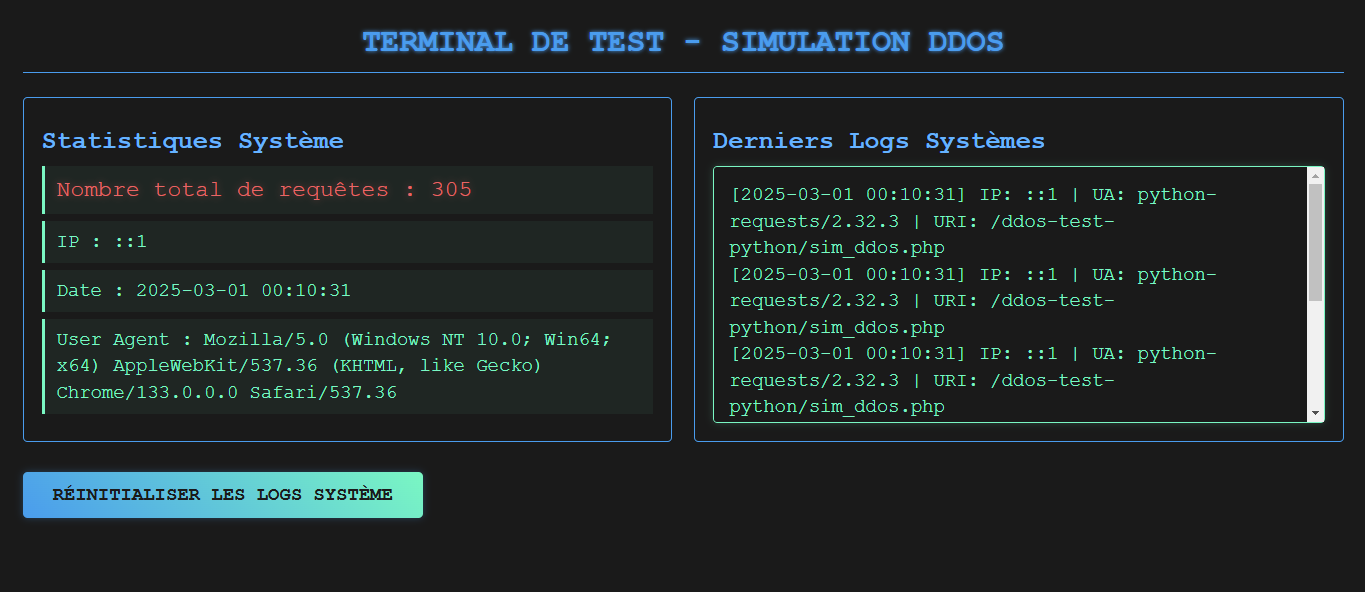 TERMINAL DE TEST - SIMULATION DDOS
Statistiques Système
Nombre total de requêtes : 305
IP : ::1
Date : 2025-03-01 00:10:31
User Agent : Mozilla/5.0 (Windows NT 10.0; Win64;
x64) AppleWebKit/537.36 (KHTML, like Gecko)
Chrome/133.0.0.0 Safari/537.36
Derniers Logs Systèmes
[2025-03-01 00:10:31] IP: ::1 | UA: python-
requests/2.32.3 | URI: /ddos-test-
python/sim_ddos.php
[2025-03-01 00:10:31] IP: ::1 | UA: python-
requests/2.32.3 | URI: /ddos-test-
python/sim_ddos.php
[2025-03-01 00:10:31] IP: ::1 | UA: python-
requests/2.32.3 | URI: /ddos-test-
python/sim_ddos.php
RÉINITIALISER LES LOGS SYSTÈME